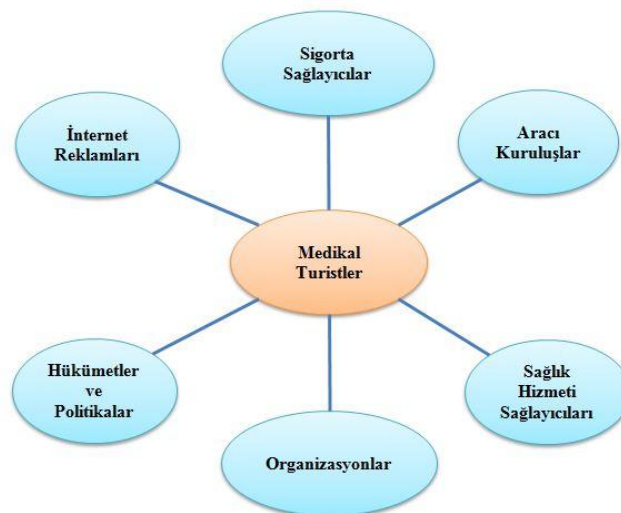 Sigorta
Sağlayıcılar
İnternet
Reklamları
Aracı
Kuruluşlar
Medikal
Turistler
Hükümetler
ve
Politikalar
Sağlık
Hizmeti
Sağlayıcıları
Organizasyonlar